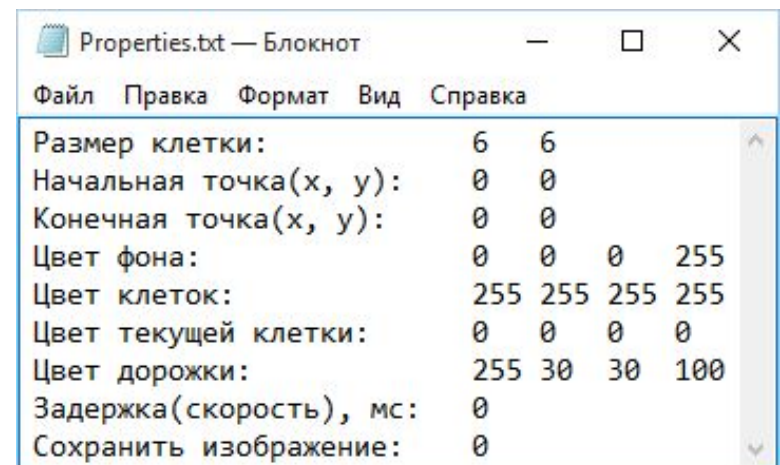 Properties.txt — Блокнот
Файл Правка Формат Вид Справка
Размер клетки: 6 6
Начальная точка(x, y): 0 0
Конечная точка(x, y): 0 0
Цвет фона: 0 0 0 255
Цвет клеток: 255 255 255 255
Цвет текущей клетки: 0 0 0 0
Цвет дорожки: 255 30 30 100
Задержка(скорость), мс: 0
Сохранить изображение: 0